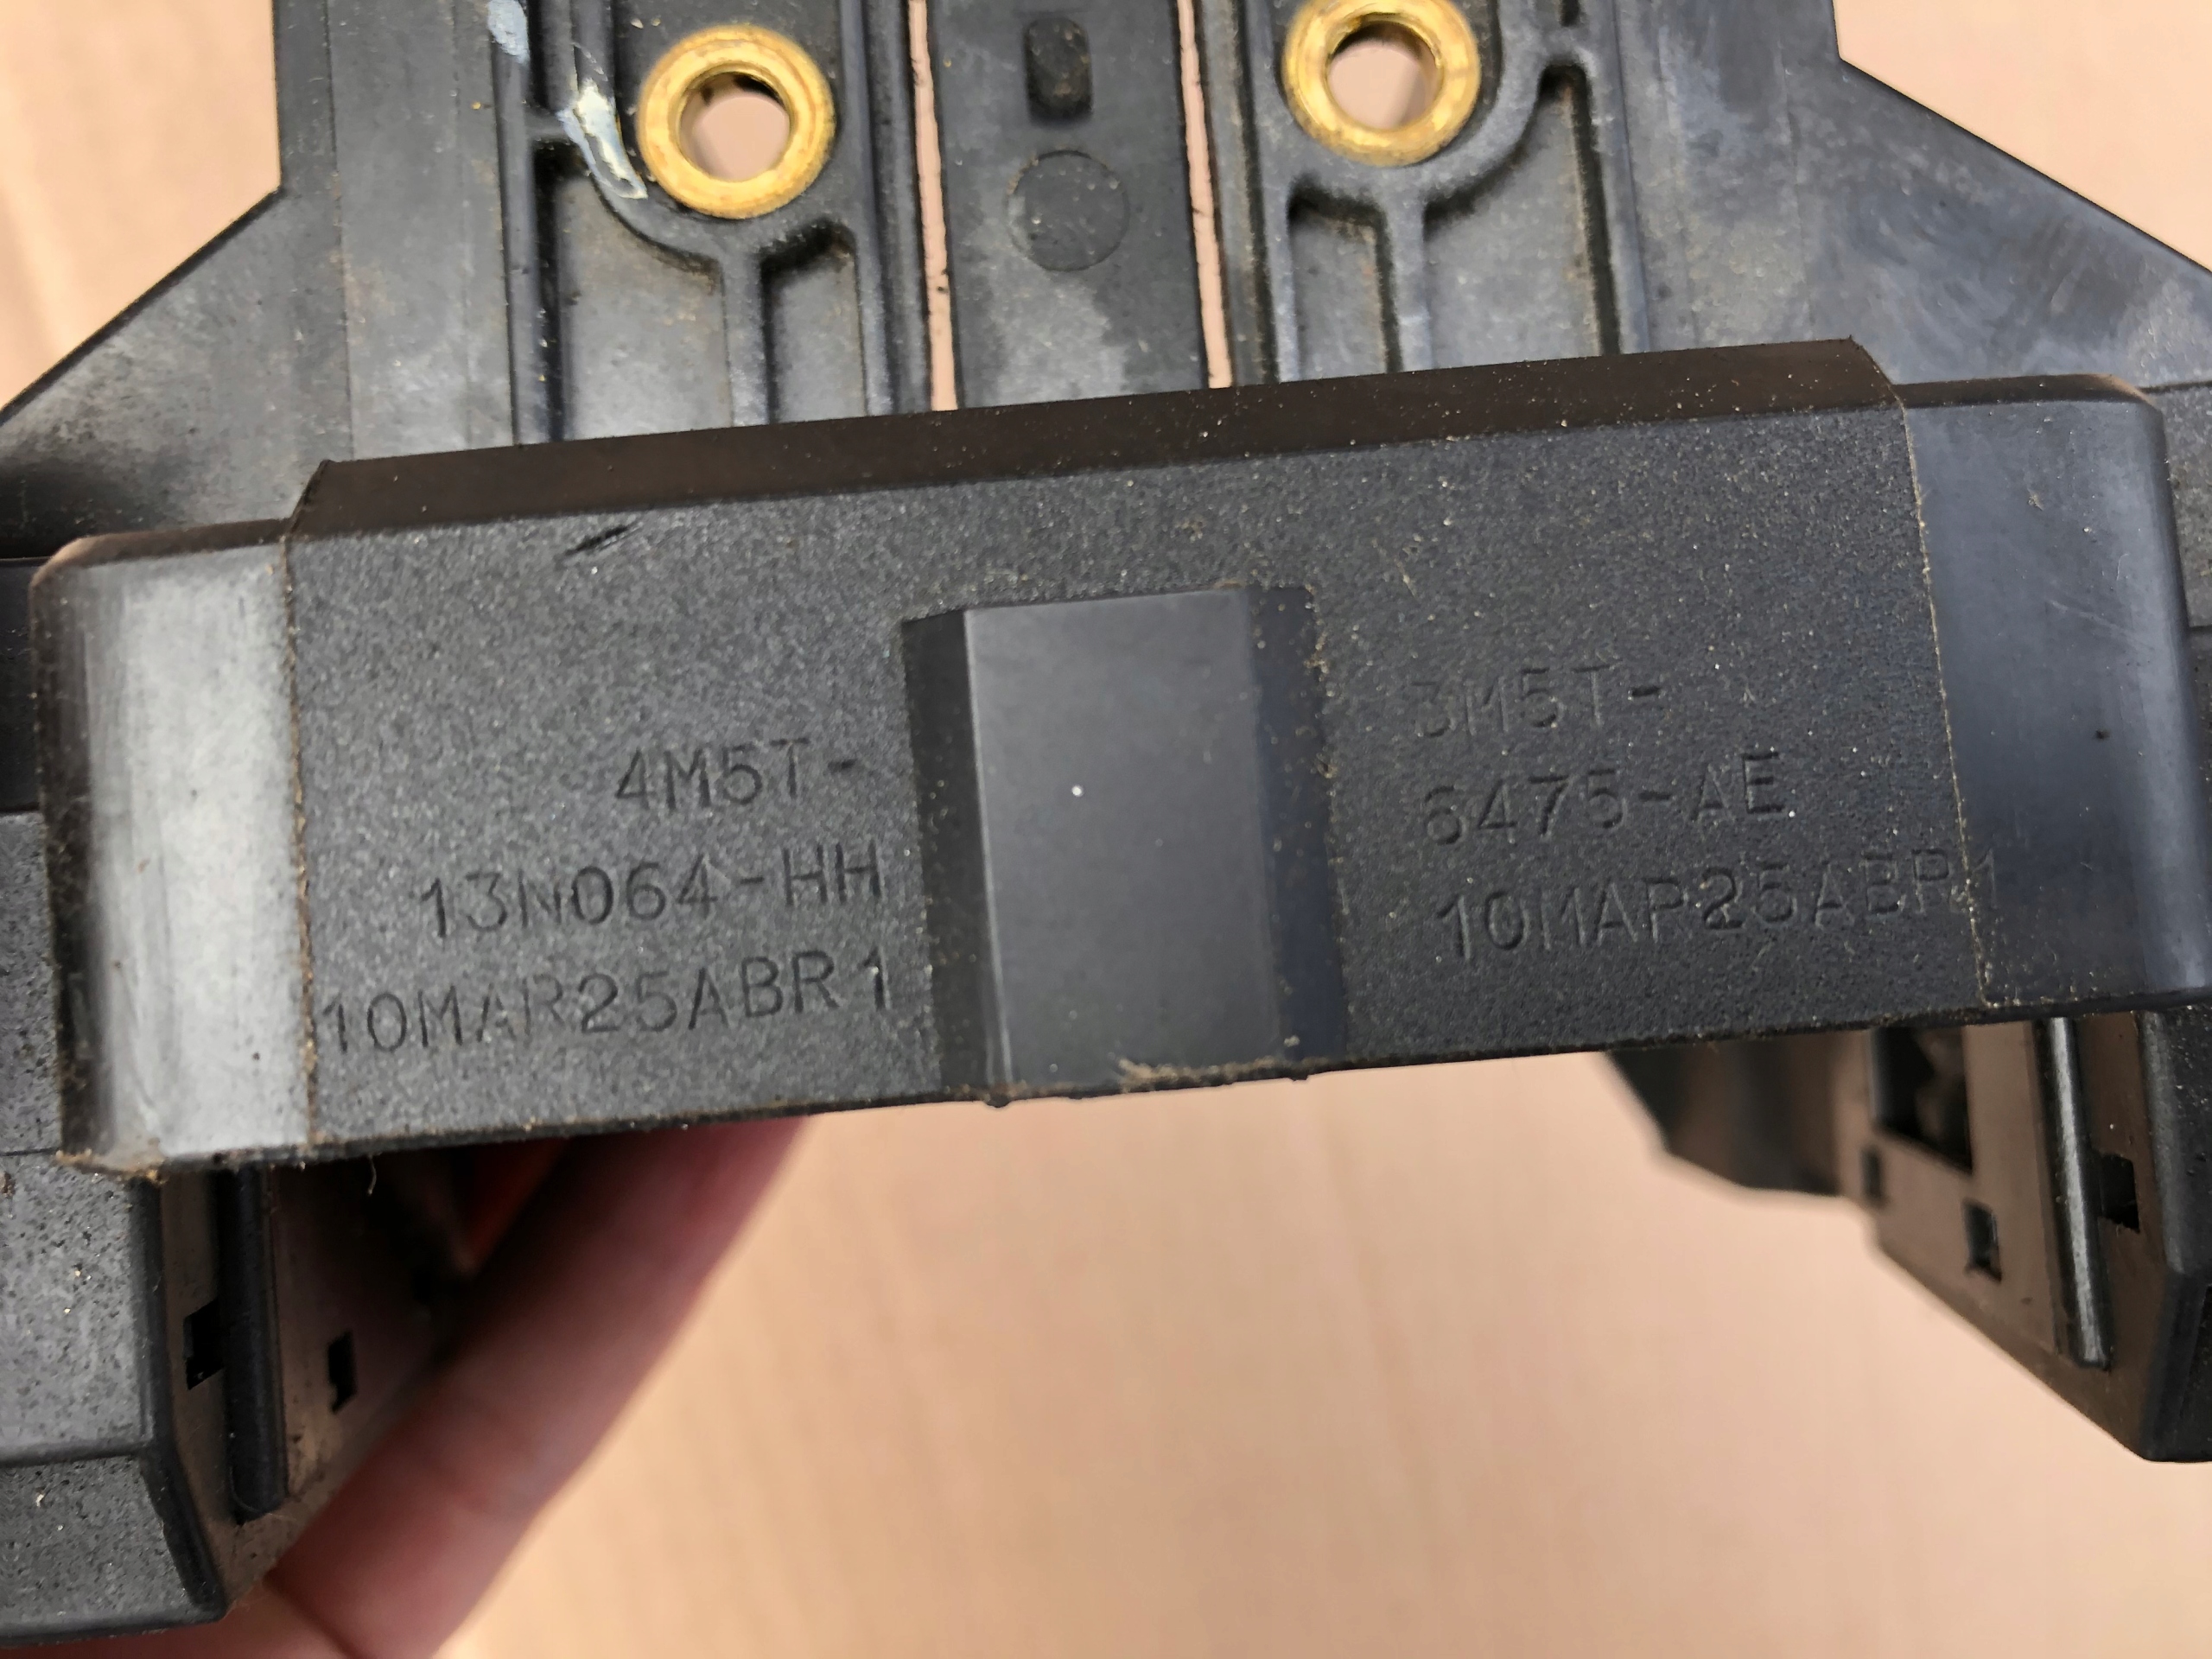 4M5T-
13N064-HH
10MAR25ABR1
3M5T-
6475-AE
10MAR25ABR1